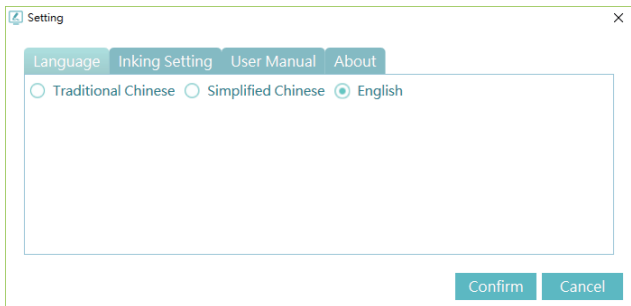 Setting
Language Inking Setting User Manual About
Traditional Chinese Simplified Chinese English
Confirm Cancel